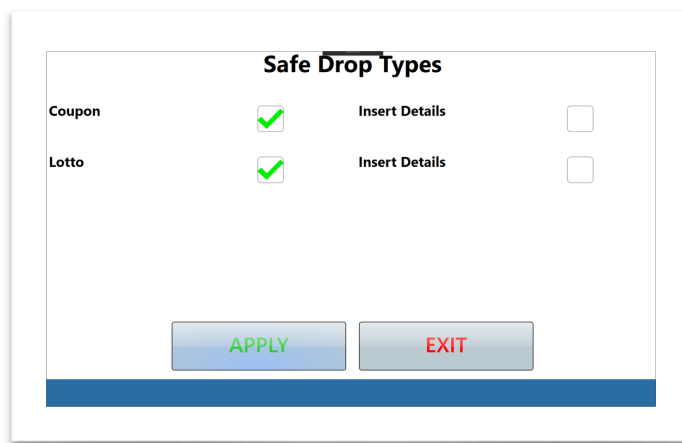 Safe Drop Types
Coupon Insert Details
Lotto Insert Details
APPLY EXIT